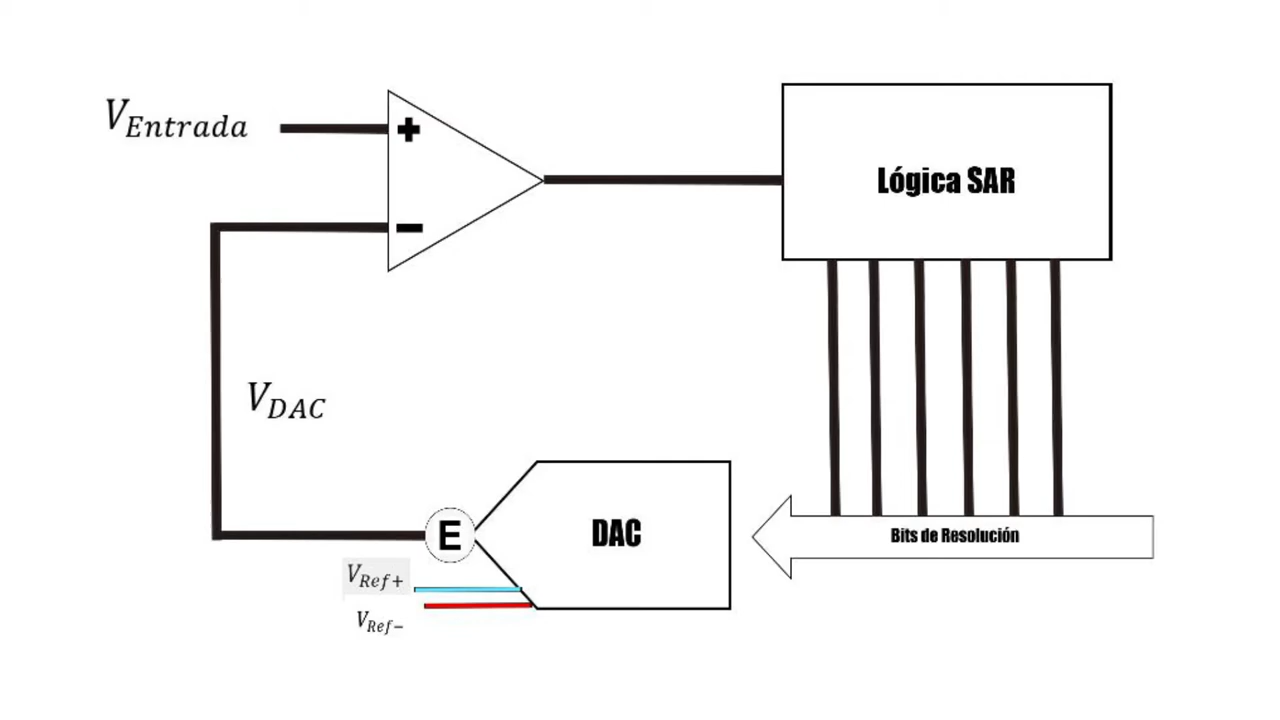 V_Entrada
+
Lógica SAR
−
V_DAC
E
DAC
Bits de Resolución
V_Ref+
V_Ref−